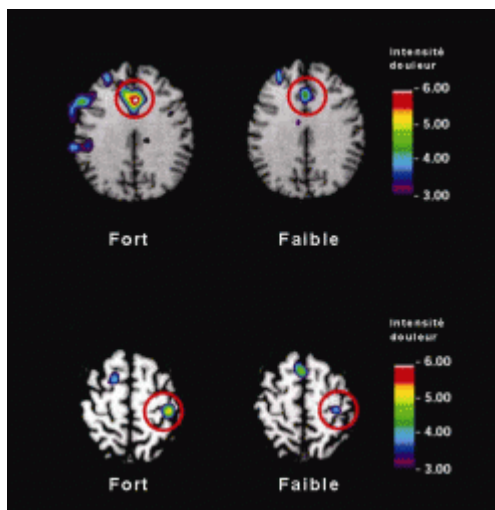 Intensité
douleur
6.00
5.00
4.00
3.00
Fort
Faible
Intensité
douleur
6.00
5.00
4.00
3.00
Fort
Faible